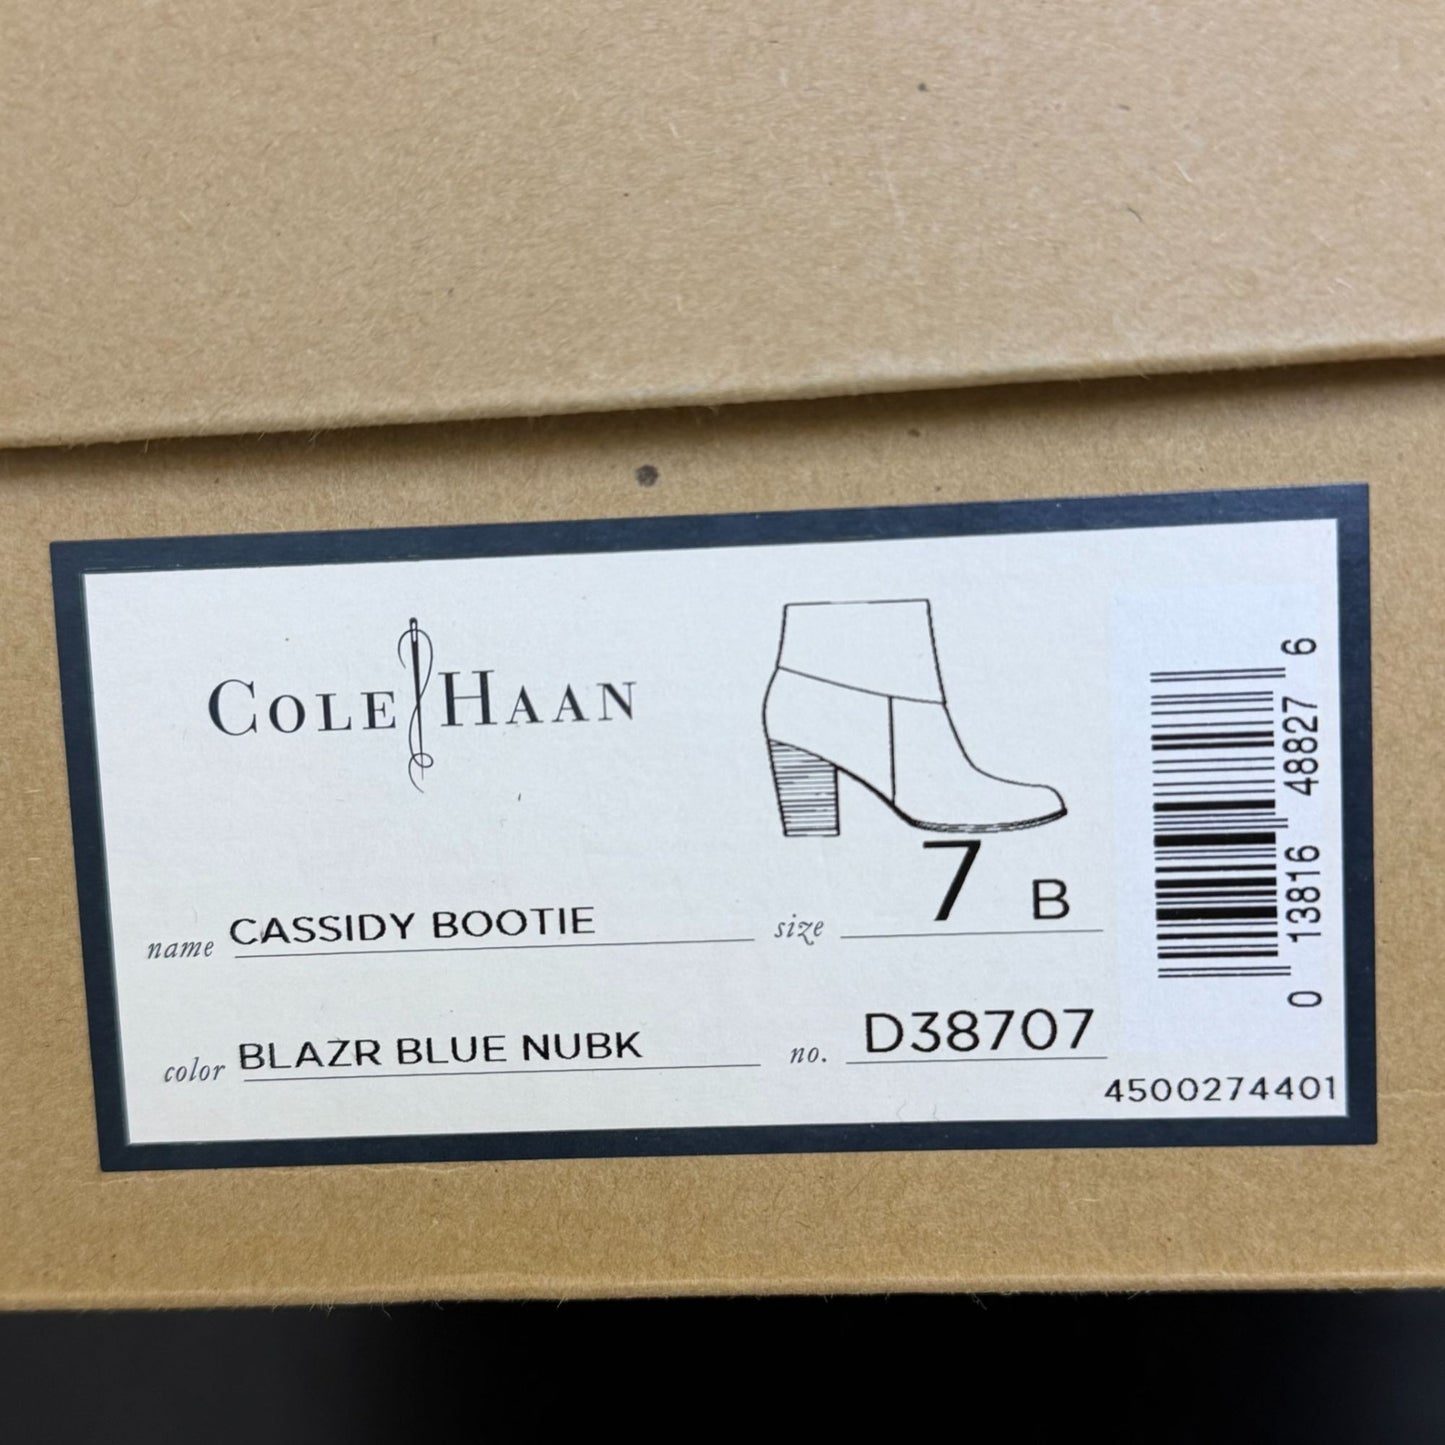 COLE HAAN
name CASSIDY BOOTIE
size 7 B
color BLAZR BLUE NUBK
no. D38707
4500274401
0 13816 48827 6